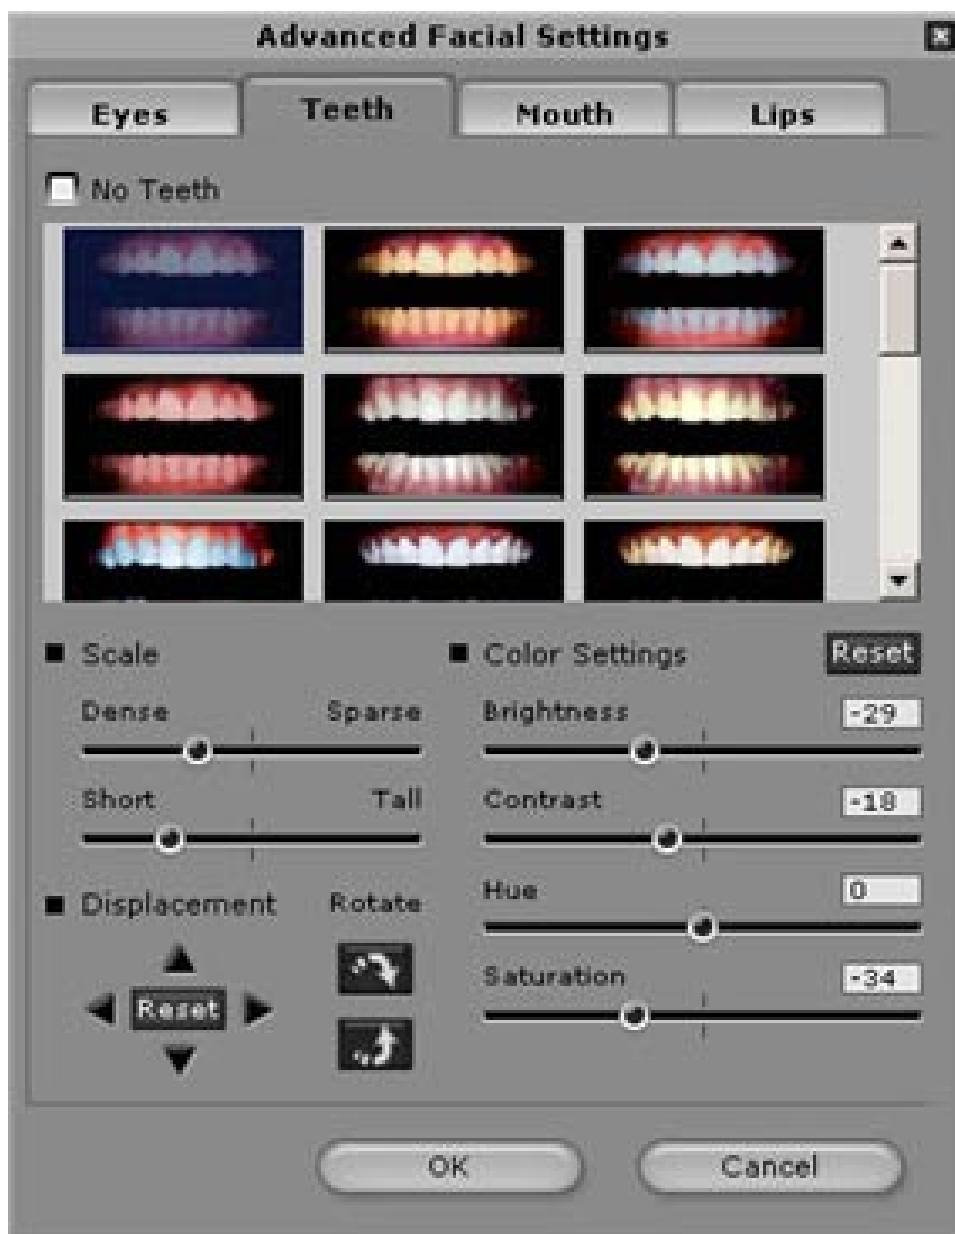 Advanced Facial Settings
Eyes Teeth Mouth Lips
No Teeth
Scale
Color Settings Reset
Dense Sparse
Brightness -29
Short Tall
Contrast -18
Displacement Rotate
Hue 0
Reset
Saturation -34
OK Cancel